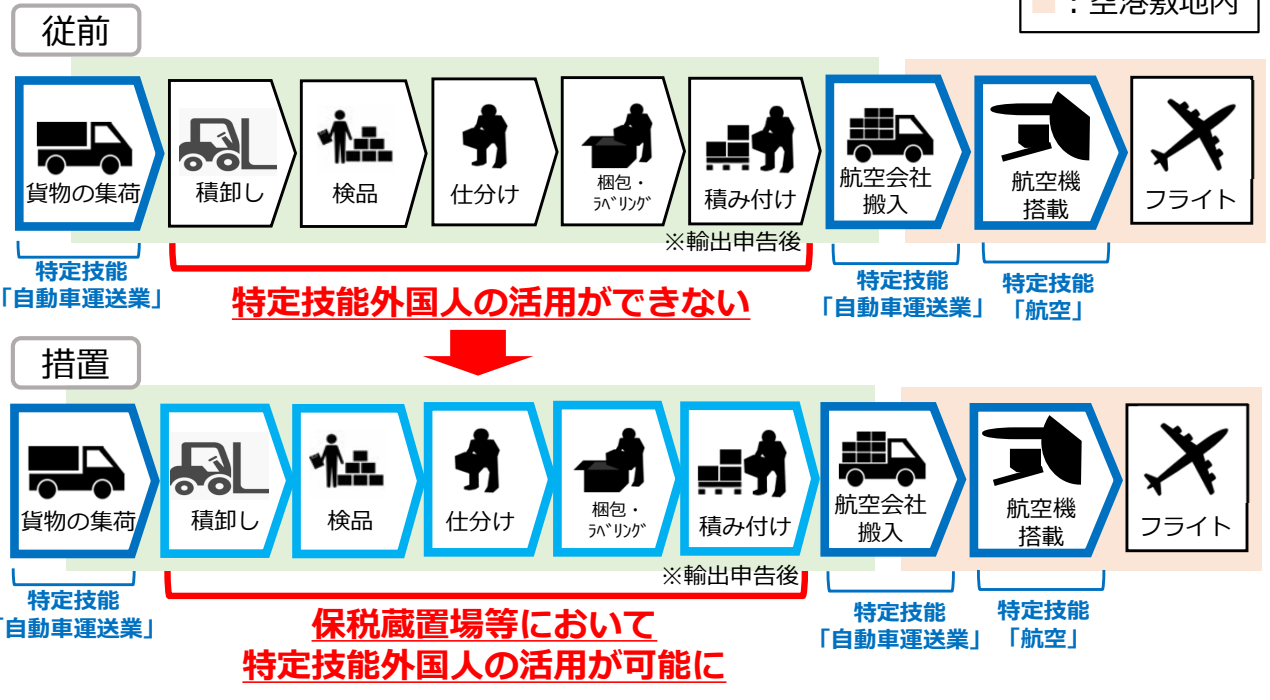 ：空港敷地内
従前
貨物の集荷
積卸し
検品
仕分け
梱包・
ﾗﾍﾞﾘﾝｸﾞ
積み付け
航空会社
搬入
航空機
搭載
フライト
※輸出申告後
特定技能
「自動車運送業」
特定技能外国人の活用ができない
特定技能
「自動車運送業」
特定技能
「航空」
措置
貨物の集荷
積卸し
検品
仕分け
梱包・
ﾗﾍﾞﾘﾝｸﾞ
積み付け
航空会社
搬入
航空機
搭載
フライト
※輸出申告後
特定技能
「自動車運送業」
保税蔵置場等において
特定技能外国人の活用が可能に
特定技能
「自動車運送業」
特定技能
「航空」